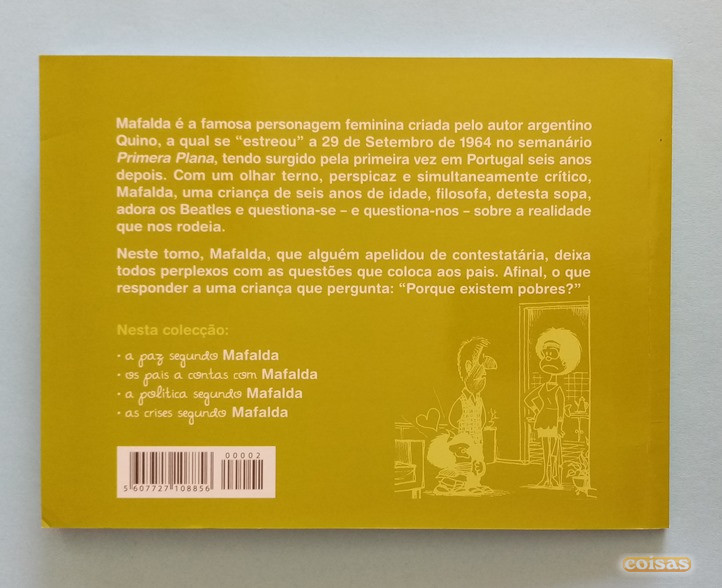 Mafalda é a famosa personagem feminina criada pelo autor argentino
Quino, a qual se “estreou” a 29 de Setembro de 1964 no semanário
Primera Plana, tendo surgido pela primeira vez em Portugal seis anos
depois. Com um olhar terno, perspicaz e simultaneamente crítico,
Mafalda, uma criança de seis anos de idade, filosofa, detesta sopa,
adora os Beatles e questiona-se – e questiona-nos – sobre a realidade
que nos rodeia.
Neste tomo, Mafalda, que alguém apelidou de contestatária, deixa
todos perplexos com as questões que coloca aos pais. Afinal, o que
responder a uma criança que pergunta: “Porque existem pobres?”
Nesta colecção:
• a paz segundo Mafalda
• os pais a contas com Mafalda
• a política segundo Mafalda
• as crises segundo Mafalda
00002
5 607727 108856
coisas